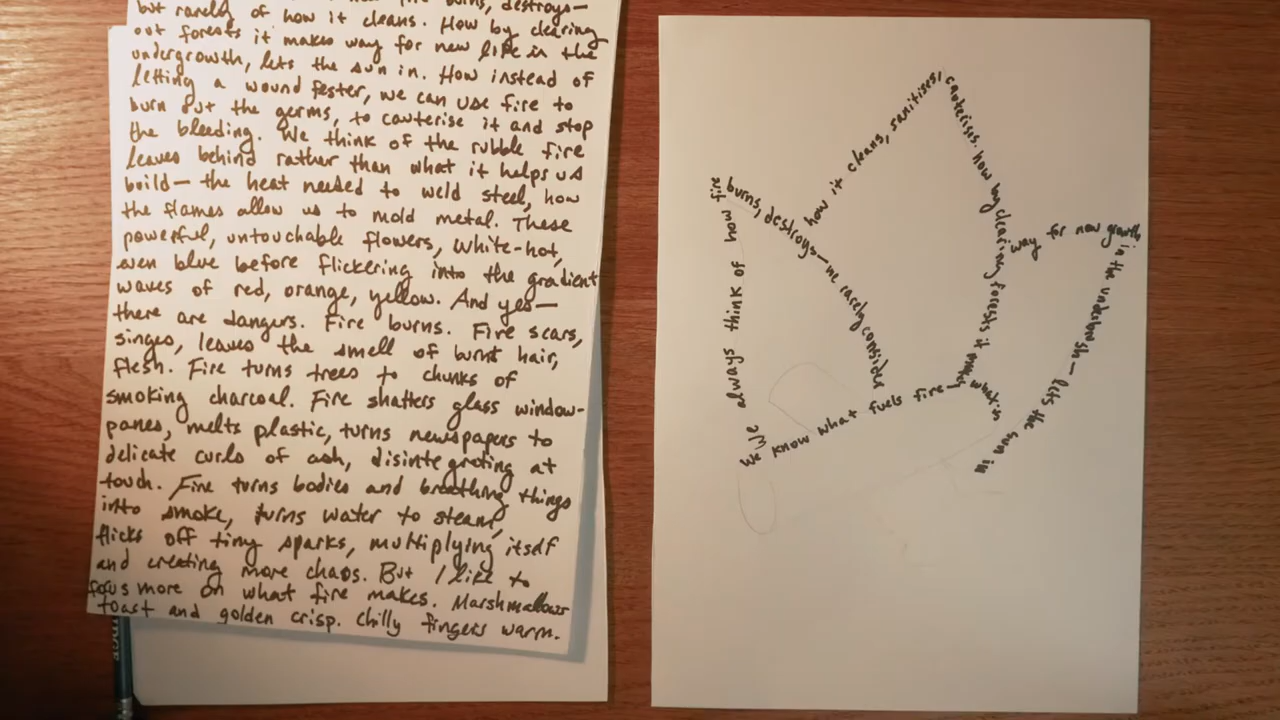 burns, destroys—
but rarely of how it cleans. How by clearing
out forests it makes way for new life in the
undergrowth, lets the sun in. How instead of
letting a wound fester, we can use fire to
burn out the germs, to cauterise it and stop
the bleeding. We think of the rubble fire
leaves behind rather than what it helps us
build— the heat needed to weld steel, how
the flames allow us to mold metal. These
powerful, untouchable flowers, white-hot,
even blue before flickering into the gradient
waves of red, orange, yellow. And yes—
there are dangers. Fire burns. Fire scars,
singes, leaves the smell of burnt hair,
flesh. Fire turns trees to chunks of
smoking charcoal. Fire shatters glass window-
panes, melts plastic, turns newspapers to
delicate curls of ash, disintegrating at
touch. Fire turns bodies and breathing things
into smoke, turns water to steam,
flicks off tiny sparks, multiplying itself
and creating more chaos. But I like to
focus more on what fire makes. Marshmallows
toast and golden crisp. Chilly fingers warm.
We'll always think of how fire burns, destroys— we rarely consider
how it cleans, sanitises, cauterises. how by clearing forests it makes
way for new growth in the underbrush— lets the sun in
we know what fuels fire, what is